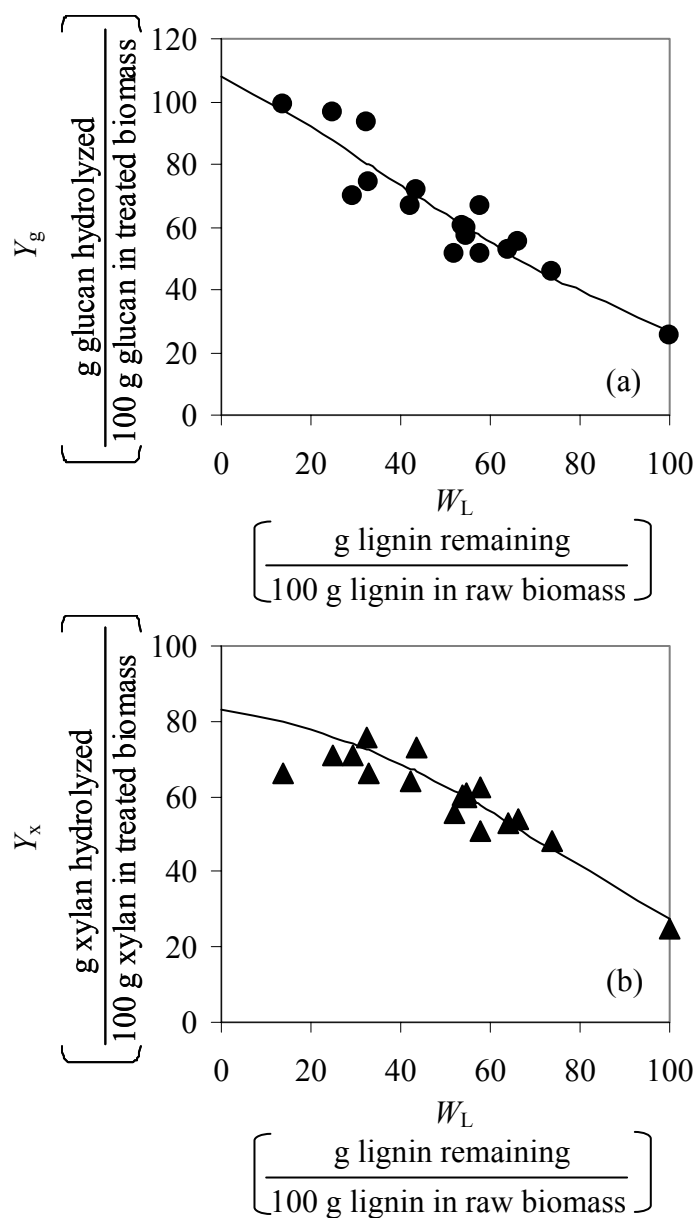 Y_g
g glucan hydrolyzed
100 g glucan in treated biomass
120
100
80
60
40
20
0
(a)
0 20 40 60 80 100
W_L
g lignin remaining
100 g lignin in raw biomass
Y_x
g xylan hydrolyzed
100 g xylan in treated biomass
100
80
60
40
20
0
(b)
0 20 40 60 80 100
W_L
g lignin remaining
100 g lignin in raw biomass